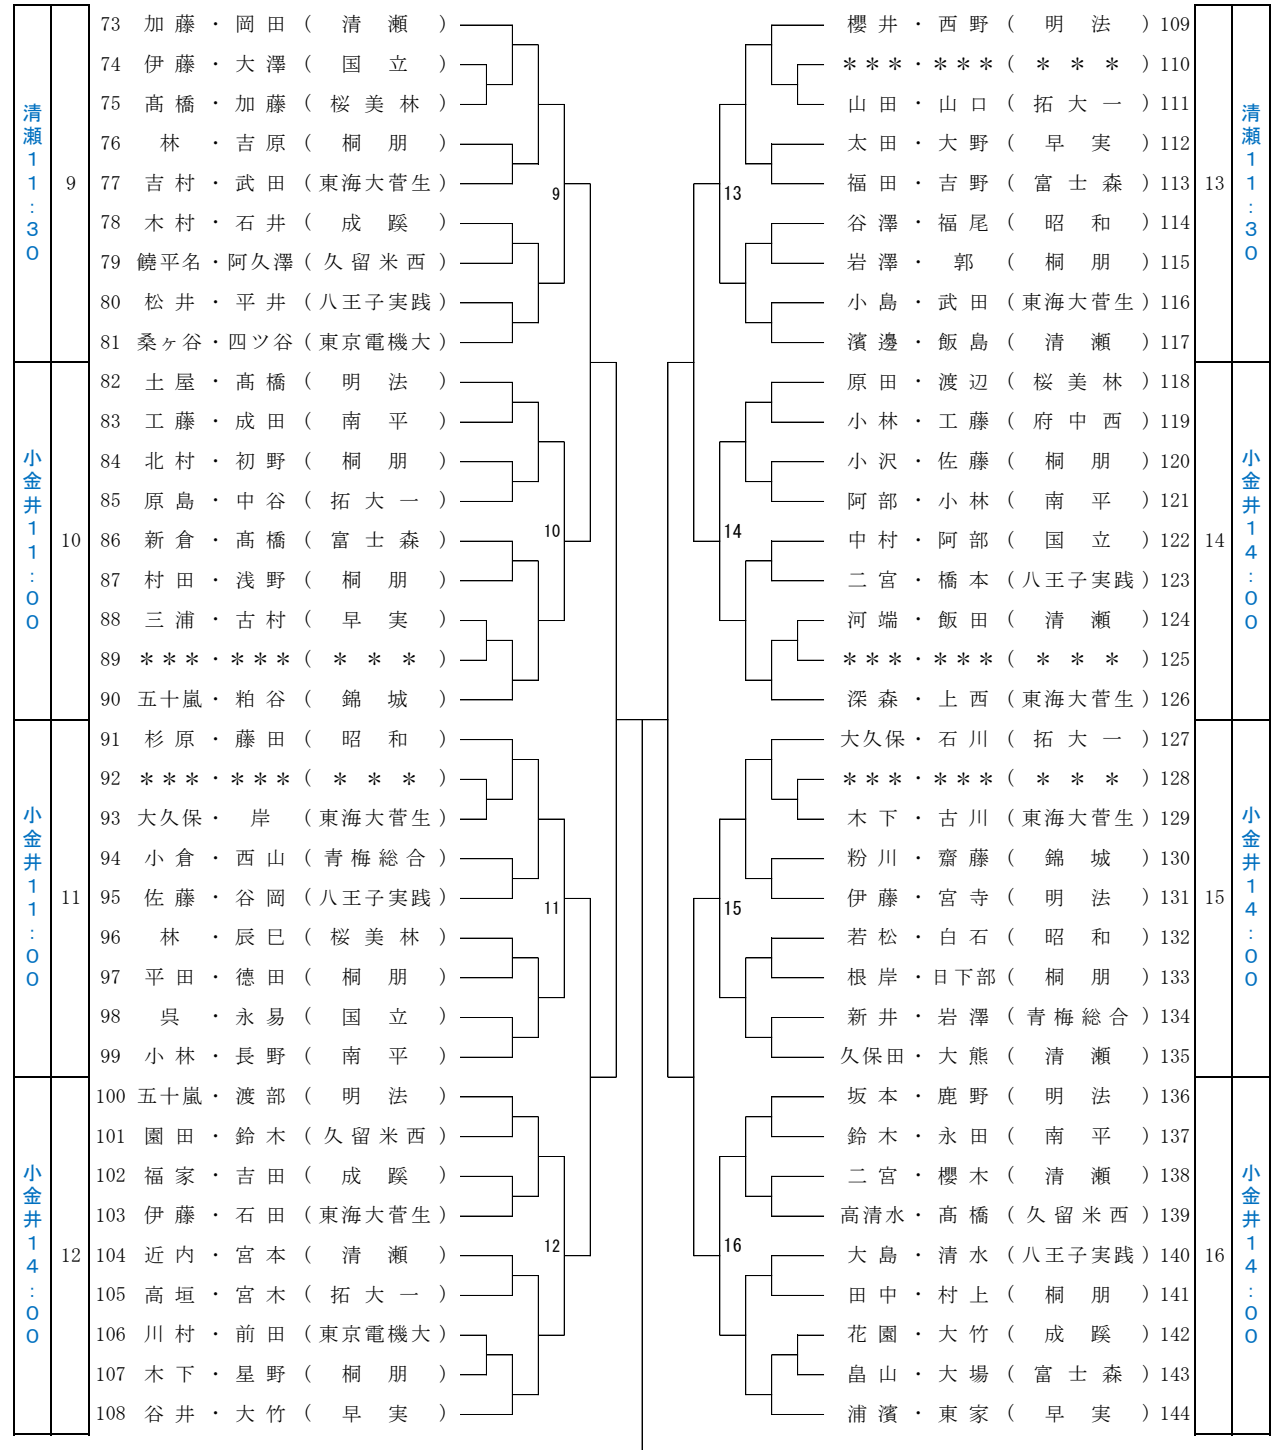 清瀬11:30
9
73 加藤・岡田(清瀬)
74 伊藤・大澤(国立)
75 髙橋・加藤(桜美林)
76 林・吉原(桐朋)
77 吉村・武田(東海大菅生)
78 木村・石井(成蹊)
79 饒平名・阿久澤(久留米西)
80 松井・平井(八王子実践)
81 桑ヶ谷・四ツ谷(東京電機大)
9
小金井11:00
10
82 土屋・髙橋(明法)
83 工藤・成田(南平)
84 北村・初野(桐朋)
85 原島・中谷(拓大一)
86 新倉・髙橋(富士森)
87 村田・浅野(桐朋)
88 三浦・古村(早実)
89 ***・***(***)
90 五十嵐・粕谷(錦城)
10
小金井11:00
11
91 杉原・藤田(昭和)
92 ***・***(***)
93 大久保・岸(東海大菅生)
94 小倉・西山(青梅総合)
95 佐藤・谷岡(八王子実践)
96 林・辰巳(桜美林)
97 平田・德田(桐朋)
98 呉・永易(国立)
99 小林・長野(南平)
11
小金井14:00
12
100 五十嵐・渡部(明法)
101 園田・鈴木(久留米西)
102 福家・吉田(成蹊)
103 伊藤・石田(東海大菅生)
104 近内・宮本(清瀬)
105 高垣・宮木(拓大一)
106 川村・前田(東京電機大)
107 木下・星野(桐朋)
108 谷井・大竹(早実)
12
櫻井・西野(明法)109
***・***(***)110
山田・山口(拓大一)111
太田・大野(早実)112
福田・吉野(富士森)113
谷澤・福尾(昭和)114
岩澤・郭(桐朋)115
小島・武田(東海大菅生)116
濱邊・飯島(清瀬)117
13
13
清瀬11:30
原田・渡辺(桜美林)118
小林・工藤(府中西)119
小沢・佐藤(桐朋)120
阿部・小林(南平)121
中村・阿部(国立)122
二宮・橋本(八王子実践)123
河端・飯田(清瀬)124
***・***(***)125
深森・上西(東海大菅生)126
14
14
小金井14:00
大久保・石川(拓大一)127
***・***(***)128
木下・古川(東海大菅生)129
粉川・齋藤(錦城)130
伊藤・宮寺(明法)131
若松・白石(昭和)132
根岸・日下部(桐朋)133
新井・岩澤(青梅総合)134
久保田・大熊(清瀬)135
15
15
小金井14:00
坂本・鹿野(明法)136
鈴木・永田(南平)137
二宮・櫻木(清瀬)138
高清水・髙橋(久留米西)139
大島・清水(八王子実践)140
田中・村上(桐朋)141
花園・大竹(成蹊)142
畠山・大場(富士森)143
浦濱・東家(早実)144
16
16
小金井14:00